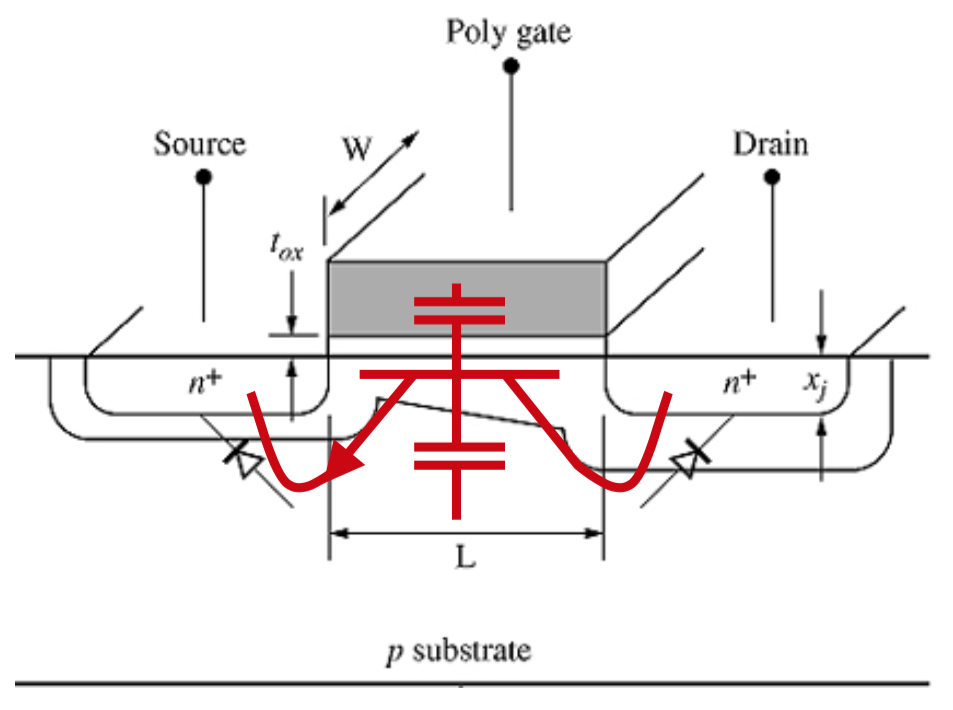 Poly gate
Source
W
Drain
tox
n+
n+
xj
L
p substrate